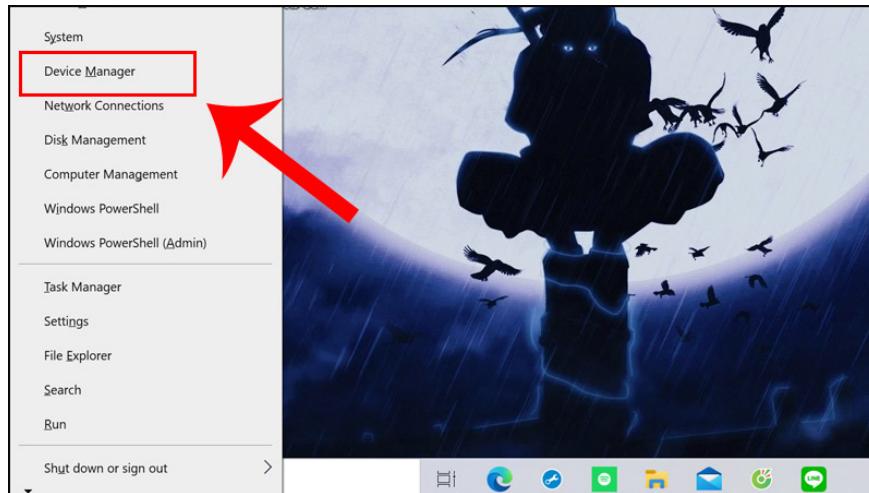 System
Device Manager
Network Connections
Disk Management
Computer Management
Windows PowerShell
Windows PowerShell (Admin)
Task Manager
Settings
File Explorer
Search
Run
Shut down or sign out
LINE